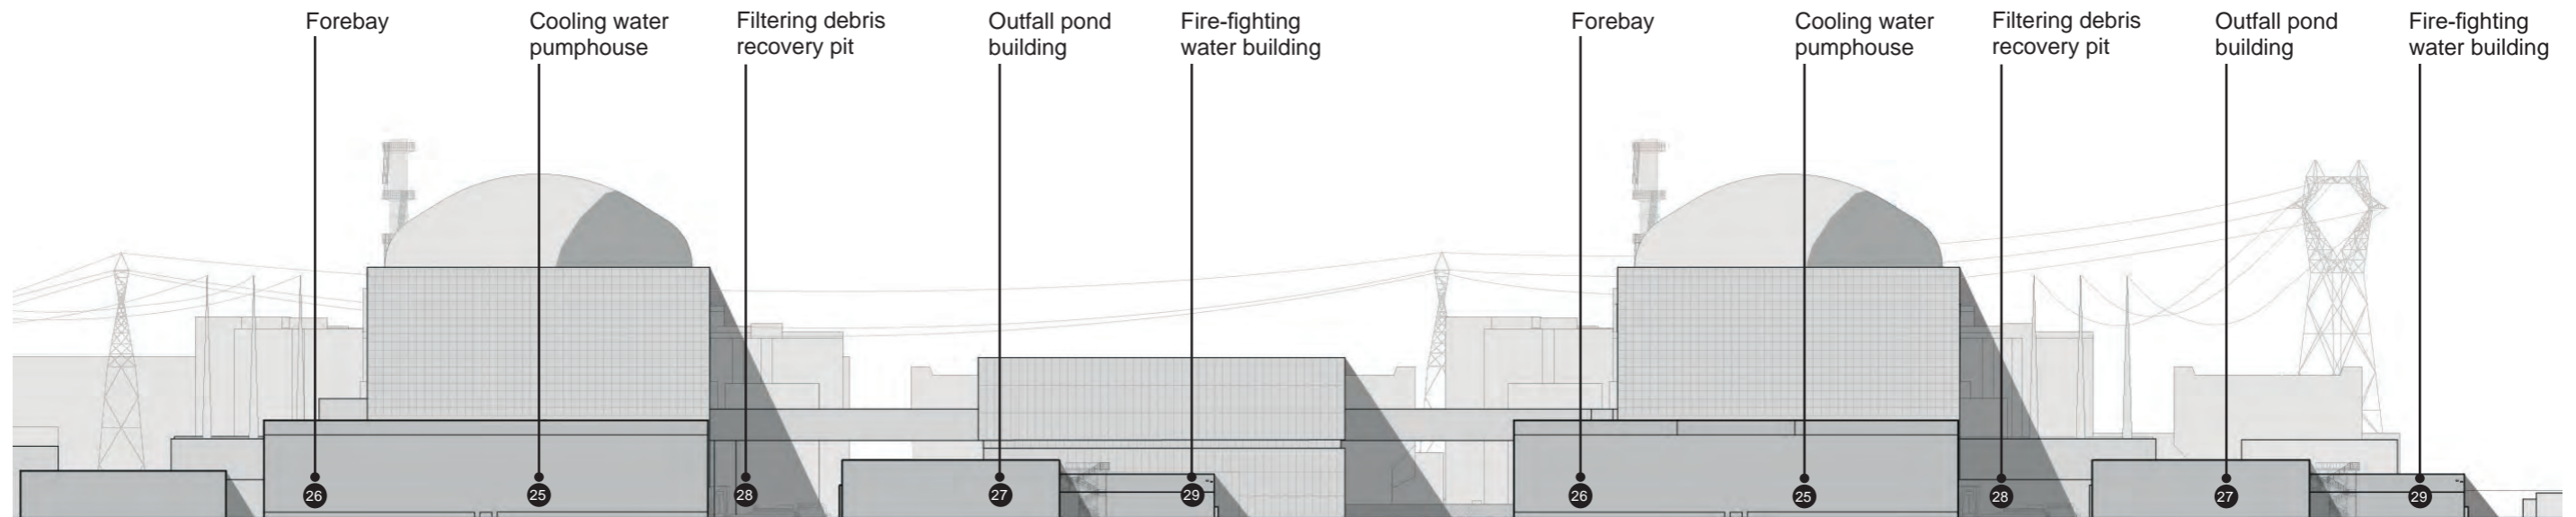 Forebay
Cooling water
pumphouse
Filtering debris
recovery pit
Outfall pond
building
Fire-fighting
water building
Forebay
Cooling water
pumphouse
Filtering debris
recovery pit
Outfall pond
building
Fire-fighting
water building
26
25
28
27
29
26
25
28
27
29